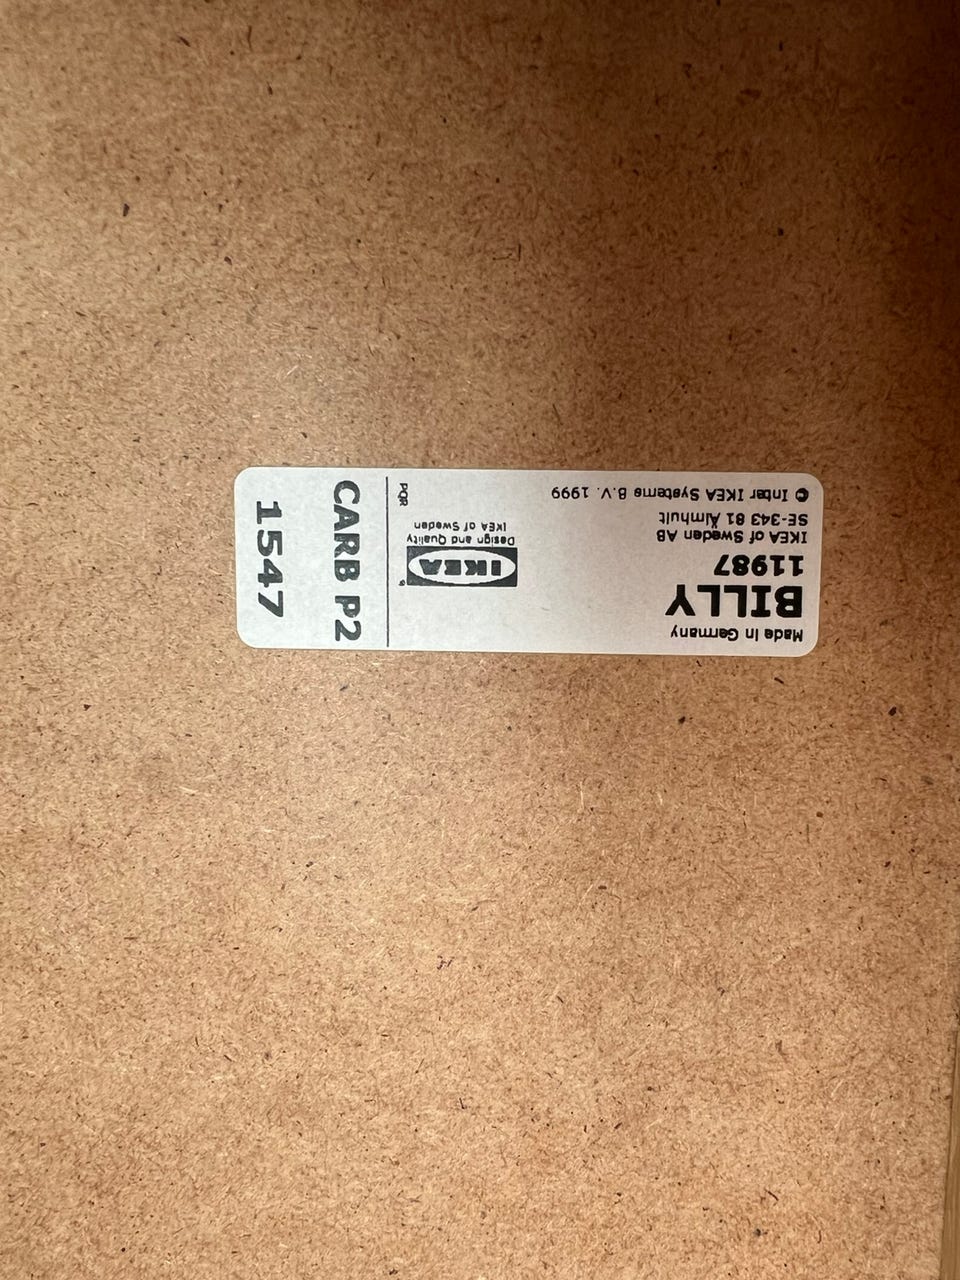 Made In Germany
BILLY
11987
IKEA of Sweden AB
SE-343 81 Älmhult
© Inter IKEA Systems B.V. 1999
IKEA®
Design and Quality
IKEA of Sweden
PQR
CARB P2
1547